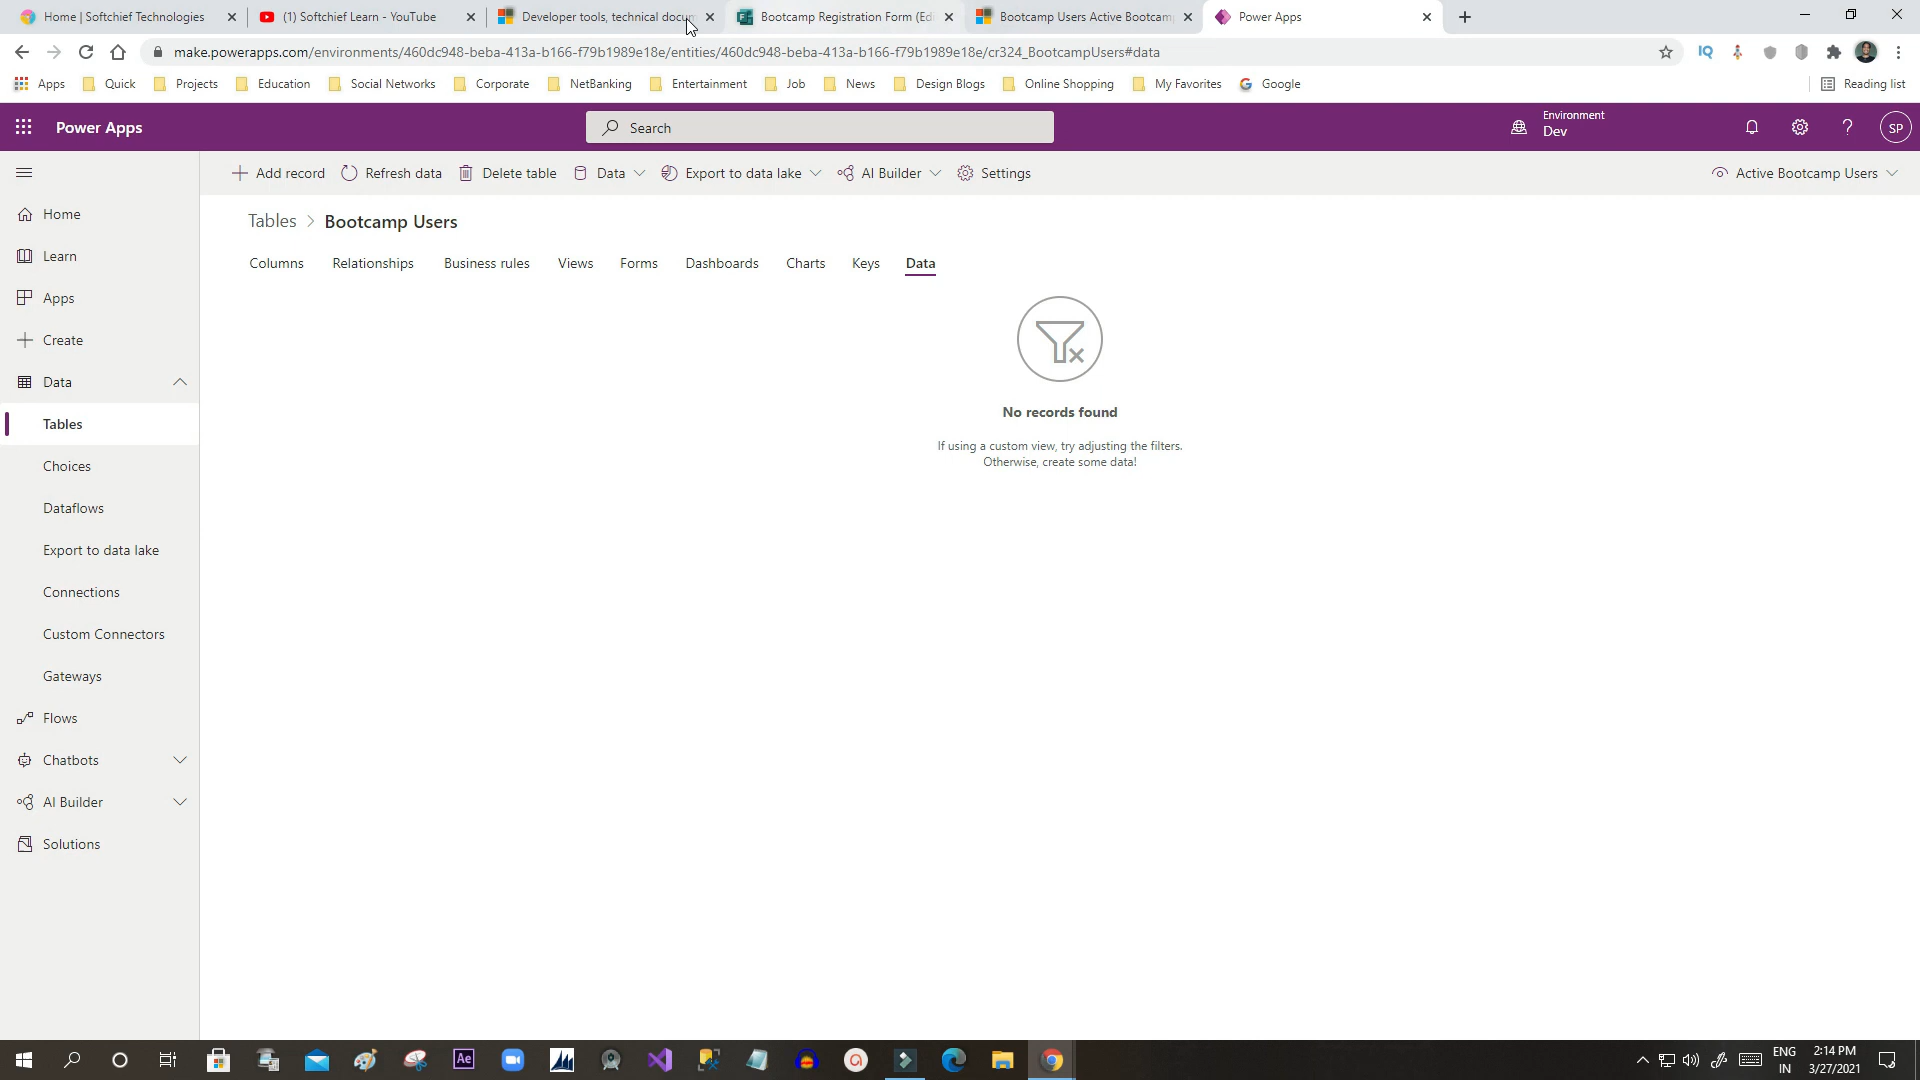 Home | Softchief Technologies
(1) Softchief Learn - YouTube
Developer tools, technical docum
Bootcamp Registration Form (Edi
Bootcamp Users Active Bootcamp
Power Apps
make.powerapps.com/environments/460dc948-beba-413a-b166-f79b1989e18e/entities/460dc948-beba-413a-b166-f79b1989e18e/cr324_BootcampUsers#data
Apps Quick Projects Education Social Networks Corporate NetBanking Entertainment Job News Design Blogs Online Shopping My Favorites Google Reading list
Power Apps
Search
Environment
Dev
SP
Add record Refresh data Delete table Data Export to data lake AI Builder Settings Active Bootcamp Users
Tables > Bootcamp Users
Columns Relationships Business rules Views Forms Dashboards Charts Keys Data
No records found
If using a custom view, try adjusting the filters.
Otherwise, create some data!
Home
Learn
Apps
Create
Data
Tables
Choices
Dataflows
Export to data lake
Connections
Custom Connectors
Gateways
Flows
Chatbots
AI Builder
Solutions
Ae
ENG
IN
2:14 PM
3/27/2021